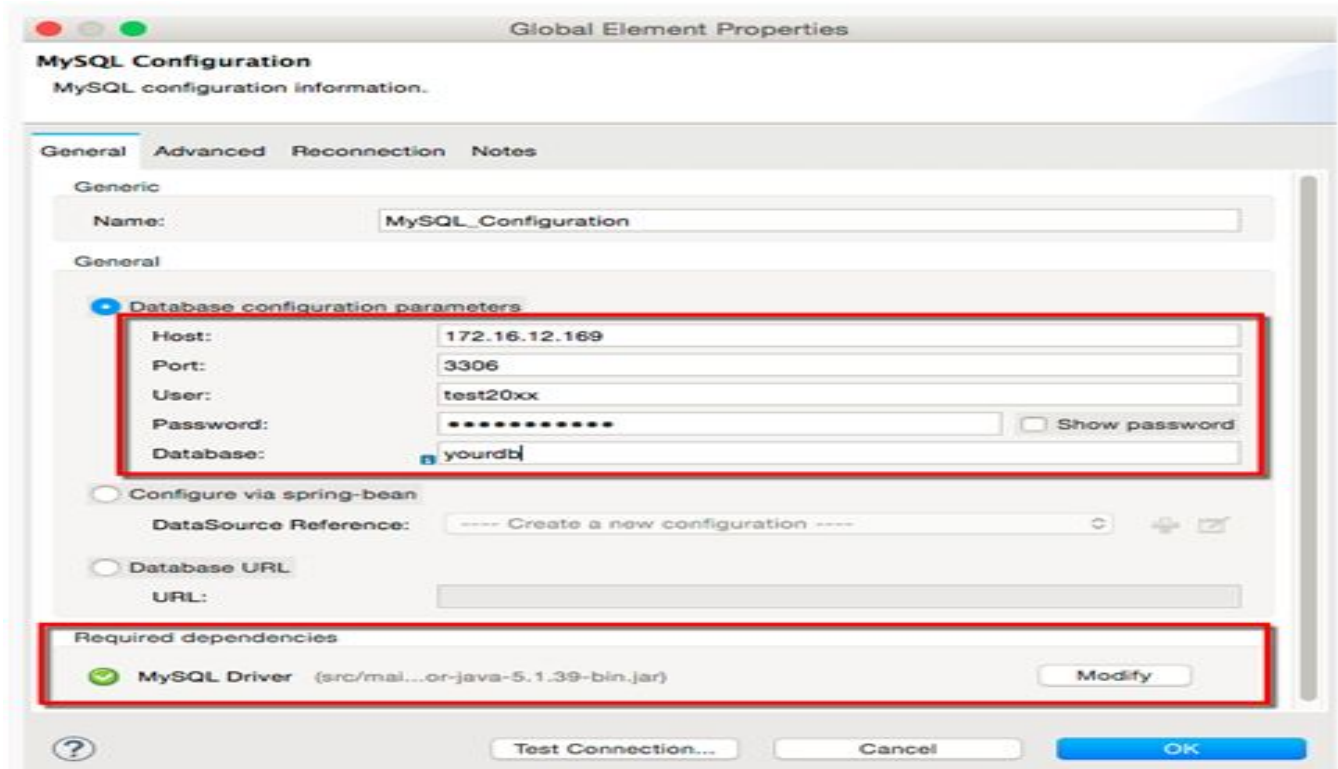 Global Element Properties
MySQL Configuration
MySQL configuration information.
General Advanced Reconnection Notes
Generic
Name: MySQL_Configuration
General
Database configuration parameters
Host: 172.16.12.169
Port: 3306
User: test20xx
Password: ••••••••••• Show password
Database: yourdb
Configure via spring-bean
DataSource Reference: ---- Create a new configuration ----
Database URL
URL:
Required dependencies
MySQL Driver (src/mai...or-java-5.1.39-bin.jar) Modify
? Test Connection... Cancel OK